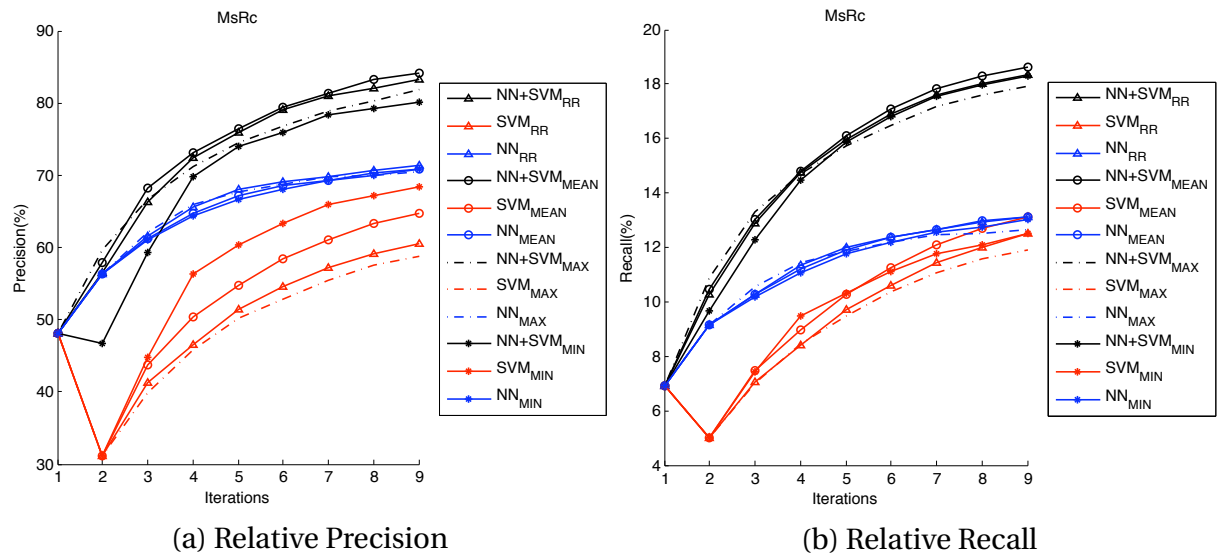 MsRc
Precision(%)
90
80
70
60
50
40
30
1 2 3 4 5 6 7 8 9
Iterations
NN+SVM_RR
SVM_RR
NN_RR
NN+SVM_MEAN
SVM_MEAN
NN_MEAN
NN+SVM_MAX
SVM_MAX
NN_MAX
NN+SVM_MIN
SVM_MIN
NN_MIN
(a) Relative Precision
MsRc
Recall(%)
20
18
16
14
12
10
8
6
4
1 2 3 4 5 6 7 8 9
Iterations
NN+SVM_RR
SVM_RR
NN_RR
NN+SVM_MEAN
SVM_MEAN
NN_MEAN
NN+SVM_MAX
SVM_MAX
NN_MAX
NN+SVM_MIN
SVM_MIN
NN_MIN
(b) Relative Recall